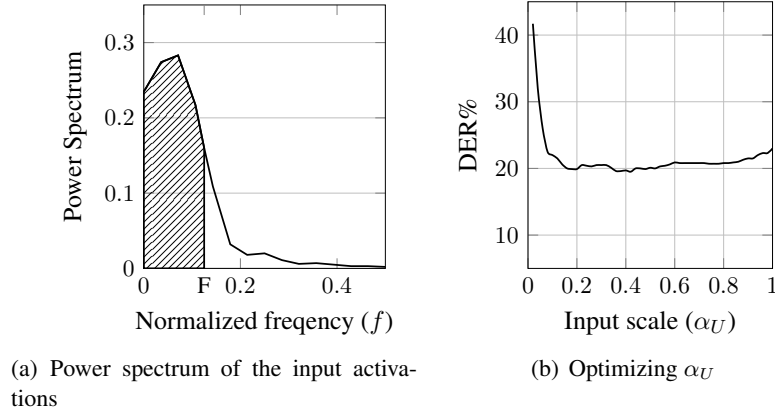 0.3
0.2
0.1
0
Power Spectrum
0 F 0.2 0.4
Normalized freqency (f)
(a) Power spectrum of the input activa-
tions
40
30
20
10
DER%
0 0.2 0.4 0.6 0.8 1
Input scale (α_U)
(b) Optimizing α_U